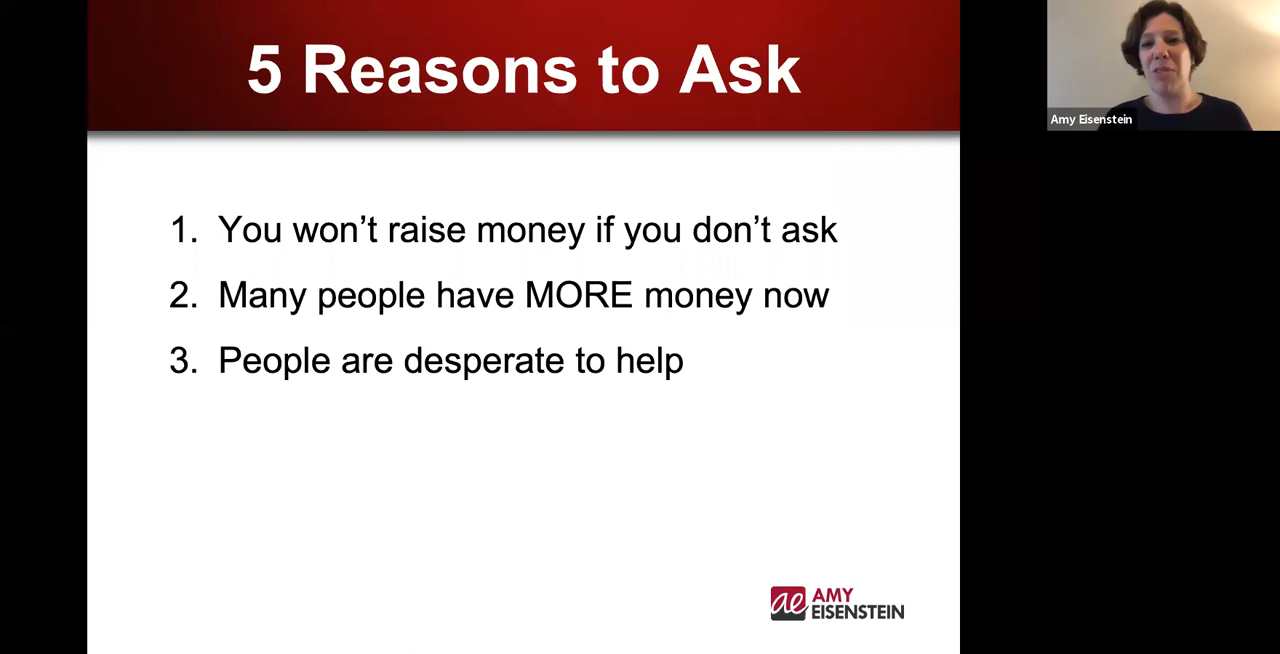 5 Reasons to Ask
Amy Eisenstein
1. You won’t raise money if you don’t ask
2. Many people have MORE money now
3. People are desperate to help
ae AMY
EISENSTEIN